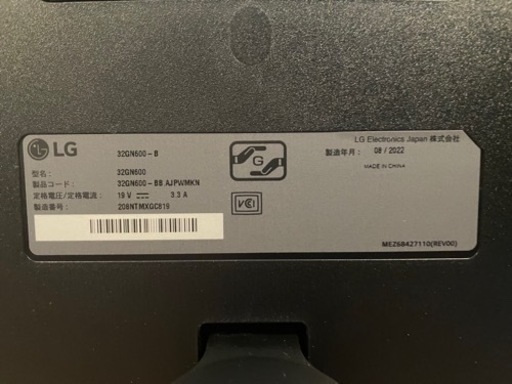 LG 32GN600-B
型名: 32GN600
製品コード: 32GN600-BB.AJPWMKN
定格電圧/定格電流: 19 V ⎓ 3.3 A
製造番号: 208NTMXGC819
G
VCI
LG Electronics Japan 株式会社
製造年月: 08 / 2022
MADE IN CHINA
MEZ68427110(REV00)